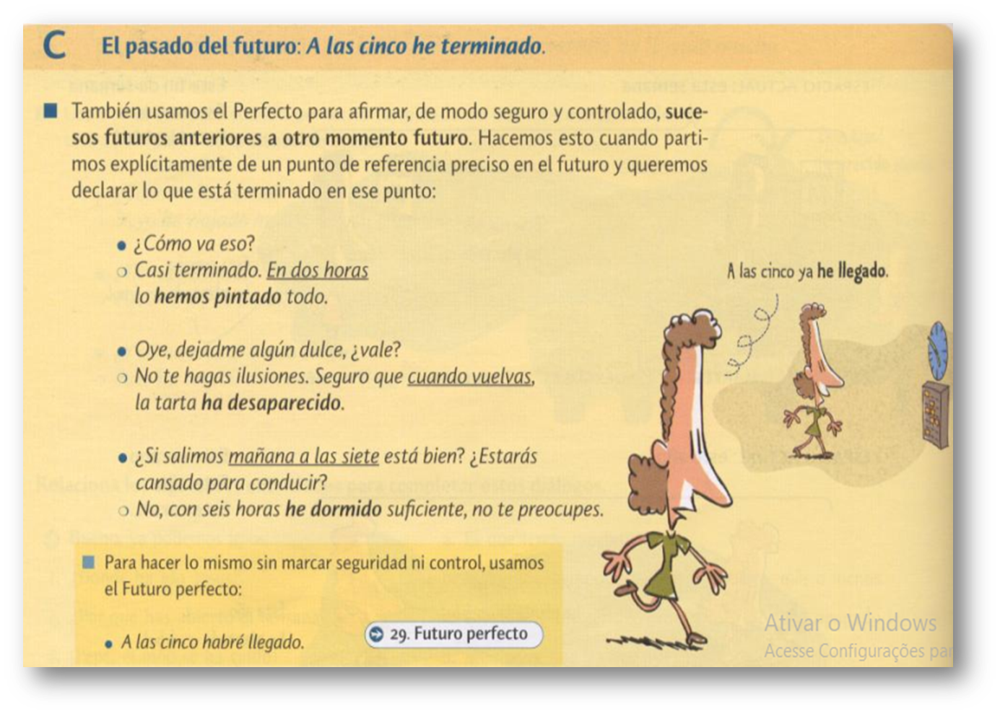 C El pasado del futuro: A las cinco he terminado.
■ También usamos el Perfecto para afirmar, de modo seguro y controlado, suce-
sos futuros anteriores a otro momento futuro. Hacemos esto cuando parti-
mos explícitamente de un punto de referencia preciso en el futuro y queremos
declarar lo que está terminado en ese punto:
● ¿Cómo va eso?
○ Casi terminado. En dos horas
lo hemos pintado todo.
● Oye, dejadme algún dulce, ¿vale?
○ No te hagas ilusiones. Seguro que cuando vuelvas,
la tarta ha desaparecido.
● ¿Si salimos mañana a las siete está bien? ¿Estarás
cansado para conducir?
○ No, con seis horas he dormido suficiente, no te preocupes.
A las cinco ya he llegado.
■ Para hacer lo mismo sin marcar seguridad ni control, usamos
el Futuro perfecto:
● A las cinco habré llegado.
29. Futuro perfecto
Ativar o Windows
Acesse Configurações par